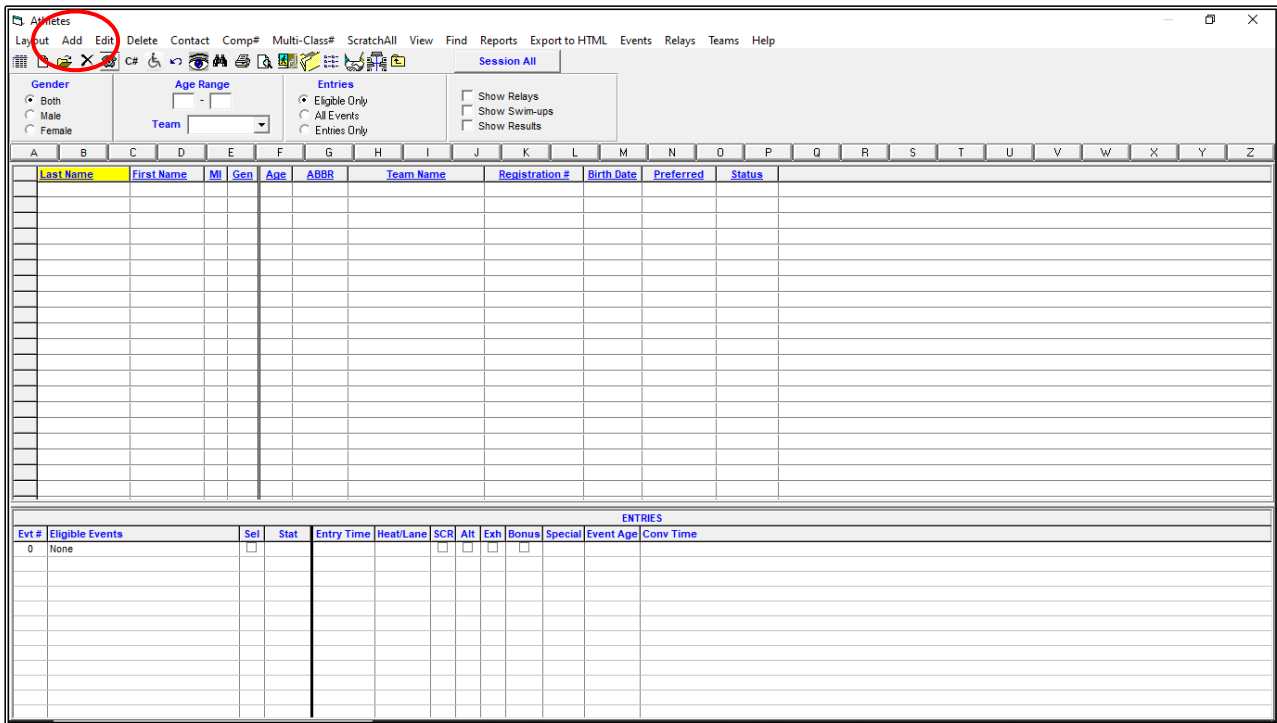 Athletes
Layout Add Edit Delete Contact Comp# Multi-Class# ScratchAll View Find Reports Export to HTML Events Relays Teams Help
C# Session All
Gender Age Range Entries
Both - Eligible Only Show Relays
Male All Events Show Swim-ups
Female Team Entries Only Show Results
A B C D E F G H I J K L M N O P Q R S T U V W X Y Z
Last Name First Name MI Gen Age ABBR Team Name Registration # Birth Date Preferred Status
ENTRIES
Evt # Eligible Events Sel Stat Entry Time Heat/Lane SCR Alt Exh Bonus Special Event Age Conv Time
0 None